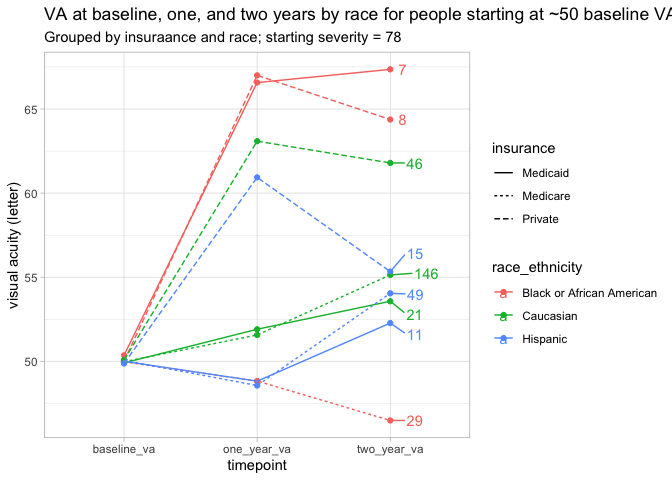 VA at baseline, one, and two years by race for people starting at ~50 baseline VA
Grouped by insuraance and race; starting severity = 78
visual acuity (letter)
65
60
55
50
7
8
46
15
146
49
21
11
29
baseline_va
one_year_va
two_year_va
timepoint
insurance
Medicaid
Medicare
Private
race_ethnicity
a Black or African American
a Caucasian
a Hispanic